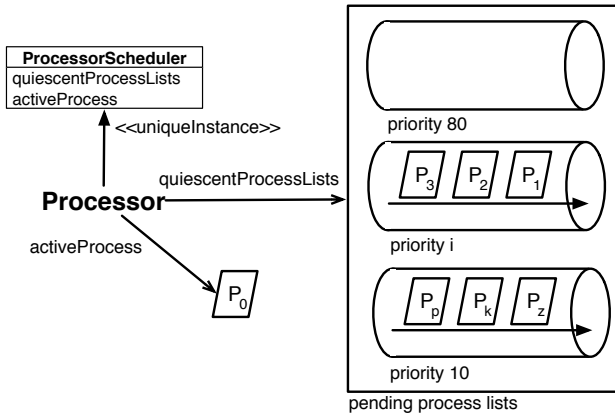 ProcessorScheduler
quiescentProcessLists
activeProcess
<<uniqueInstance>>
quiescentProcessLists
Processor
activeProcess
P0
priority 80
P3 P2 P1
priority i
Pp Pk Pz
priority 10
pending process lists